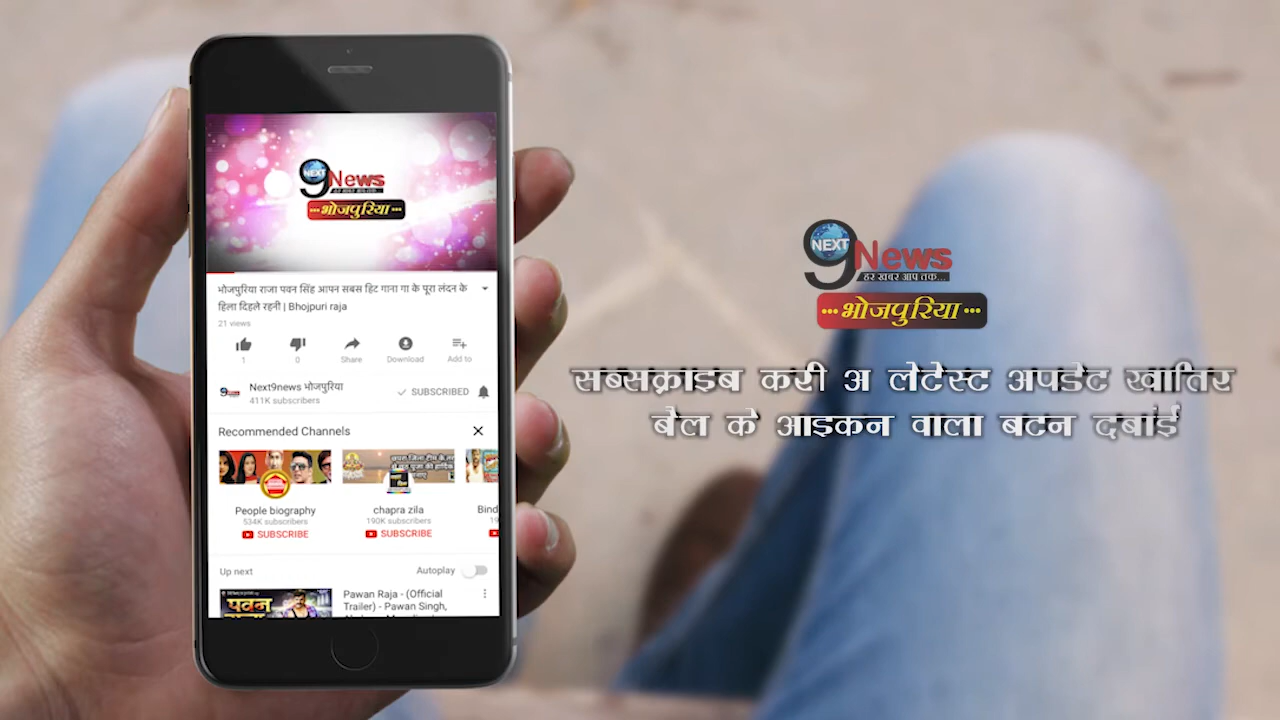 NEXT
9News
हर खबर आप तक...
···भोजपुरिया···
भोजपुरिया राजा पवन सिंह आपन सबस हिट गाना गा के पूरा लंदन के
हिला दिहले रहनी | Bhojpuri raja
21 views
1
0
Share
Download
Add to
Next9news भोजपुरिया
411K subscribers
SUBSCRIBED
Recommended Channels
People biography
534K subscribers
SUBSCRIBE
chapra zila
190K subscribers
SUBSCRIBE
Bind
Up next
Autoplay
पवन
Pawan Raja - (Official
Trailer) - Pawan Singh,
NEXT
9News
हर खबर आप तक...
···भोजपुरिया···
सब्सक्राइब करी अ लेटेस्ट अपडेट खातिर
बेल के आइकन वाला बटन दबांई